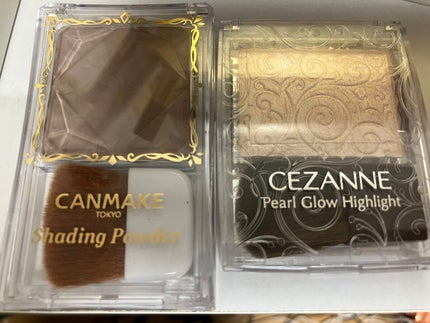 CANMAKE
TOKYO
Shading Powder
CEZANNE
Pearl Glow Highlight